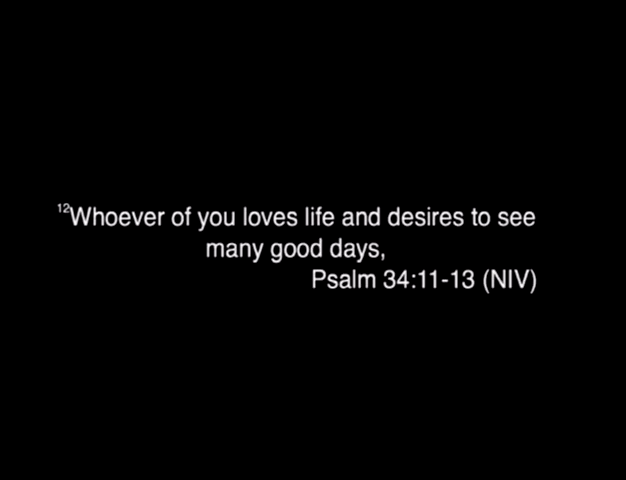 ¹²Whoever of you loves life and desires to see
many good days,
Psalm 34:11-13 (NIV)